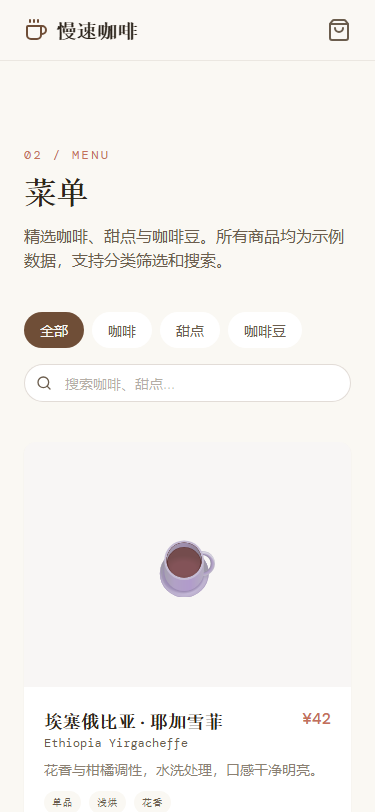 慢速咖啡
02 / MENU
菜单
精选咖啡、甜点与咖啡豆。所有商品均为示例
数据，支持分类筛选和搜索。
全部 咖啡 甜点 咖啡豆
搜索咖啡、甜点...
埃塞俄比亚 · 耶加雪菲 ¥42
Ethiopia Yirgacheffe
花香与柑橘调性，水洗处理，口感干净明亮。
单品 浅烘 花香